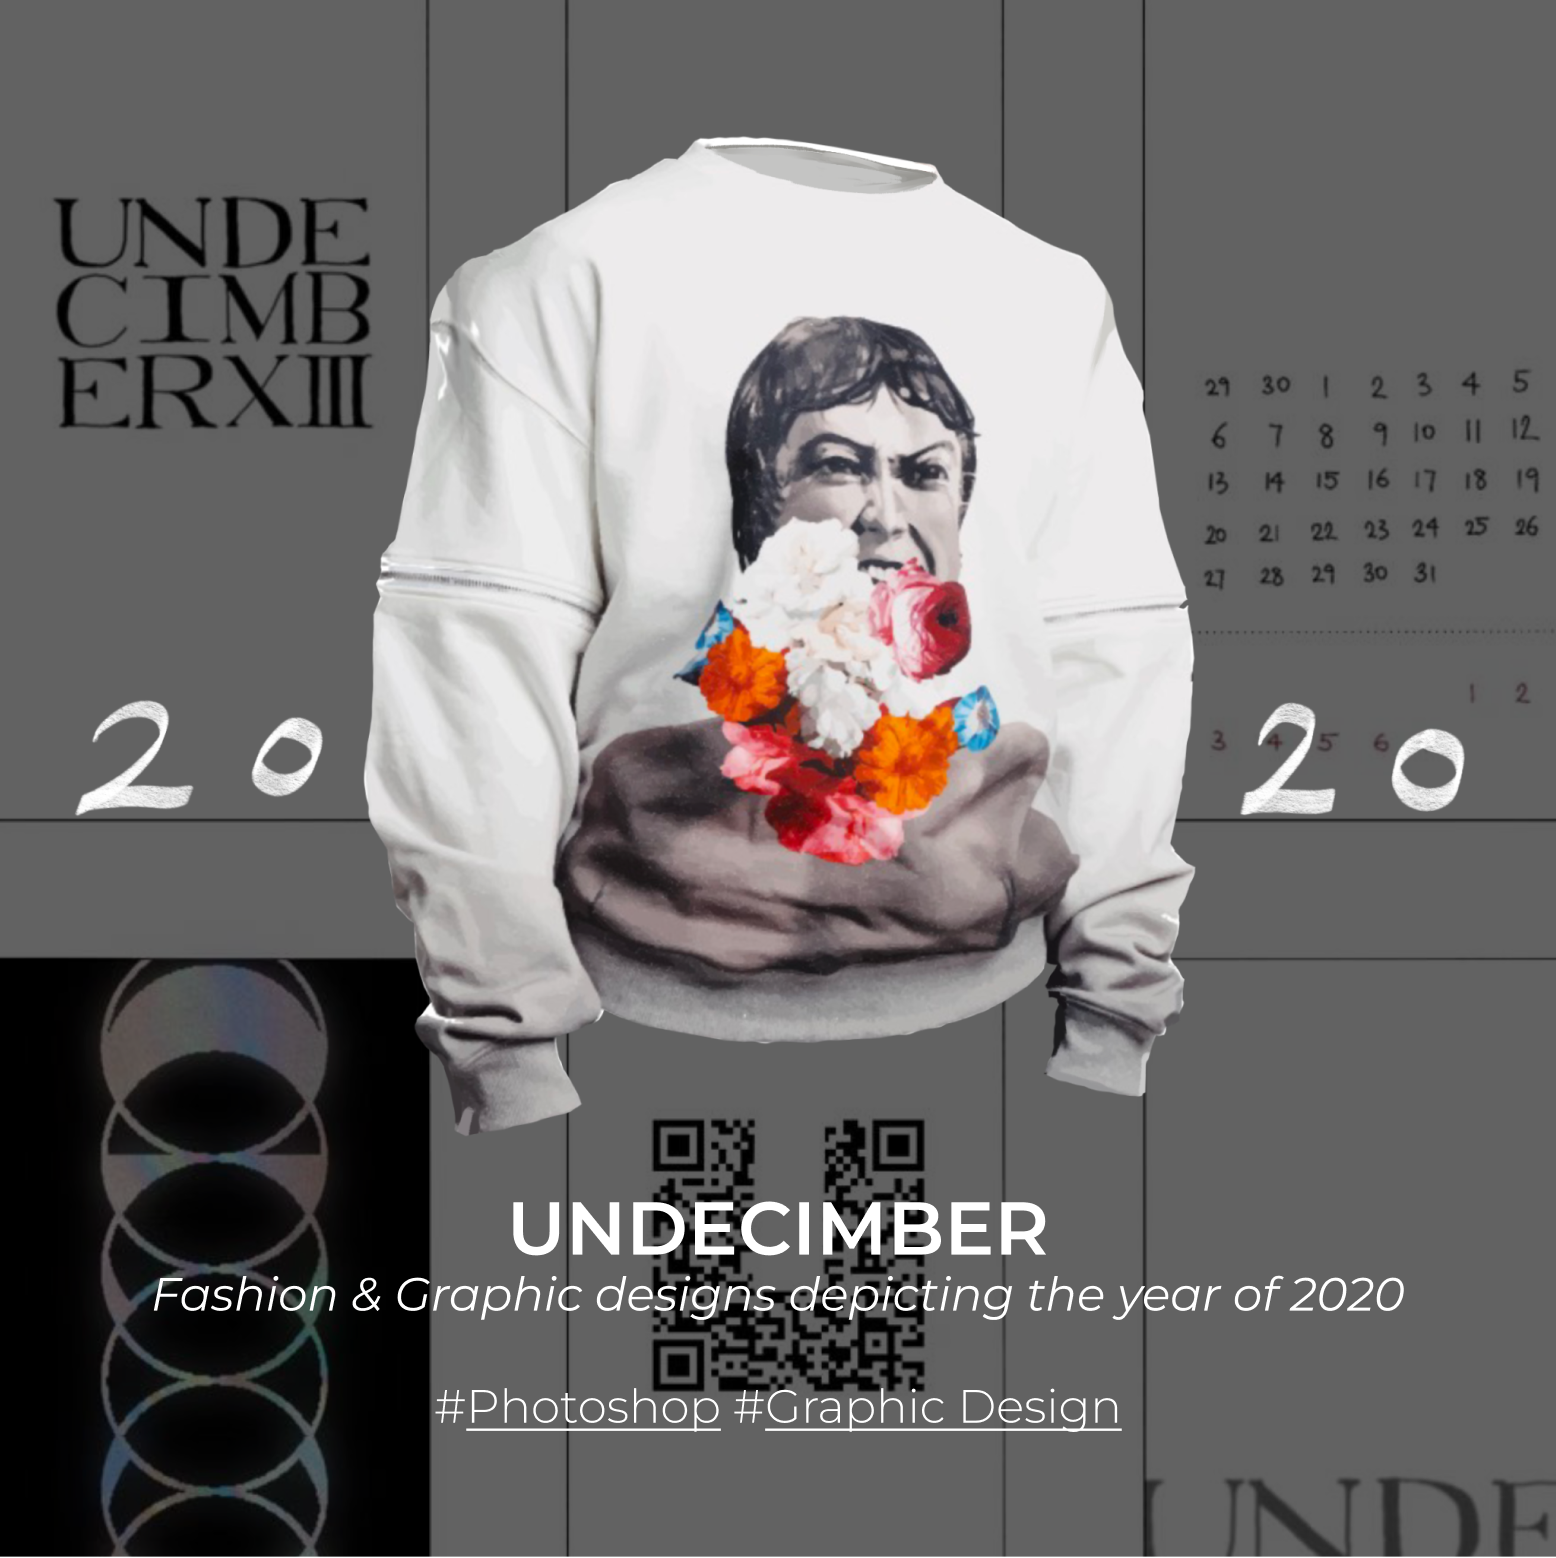 UNDE
CIMB
ERXIII
29 30 1 2 3 4 5
6 7 8 9 10 11 12
13 14 15 16 17 18 19
20 21 22 23 24 25 26
27 28 29 30 31
1 2
3 4 5 6
20 20
UNDECIMBER
Fashion & Graphic designs depicting the year of 2020
#Photoshop #Graphic Design
UNDE